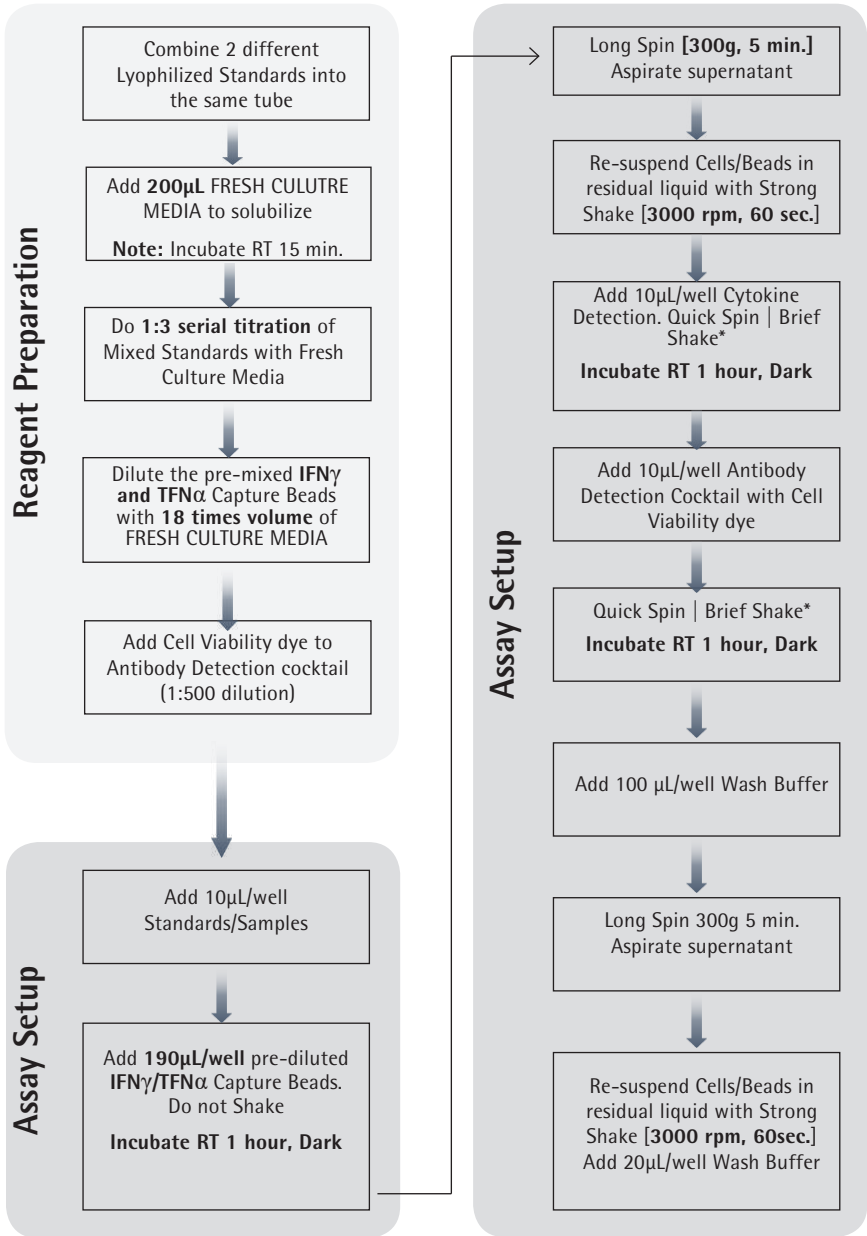 Reagent Preparation
Combine 2 different
Lyophilized Standards into
the same tube
Add 200µL FRESH CULUTRE
MEDIA to solubilize
Note: Incubate RT 15 min.
Do 1:3 serial titration of
Mixed Standards with Fresh
Culture Media
Dilute the pre-mixed IFNγ
and TFNα Capture Beads
with 18 times volume of
FRESH CULTURE MEDIA
Add Cell Viability dye to
Antibody Detection cocktail
(1:500 dilution)
Assay Setup
Add 10µL/well
Standards/Samples
Add 190µL/well pre-diluted
IFNγ/TFNα Capture Beads.
Do not Shake
Incubate RT 1 hour, Dark
Assay Setup
Long Spin [300g, 5 min.]
Aspirate supernatant
Re-suspend Cells/Beads in
residual liquid with Strong
Shake [3000 rpm, 60 sec.]
Add 10µL/well Cytokine
Detection. Quick Spin | Brief
Shake*
Incubate RT 1 hour, Dark
Add 10µL/well Antibody
Detection Cocktail with Cell
Viability dye
Quick Spin | Brief Shake*
Incubate RT 1 hour, Dark
Add 100 µL/well Wash Buffer
Long Spin 300g 5 min.
Aspirate supernatant
Re-suspend Cells/Beads in
residual liquid with Strong
Shake [3000 rpm, 60sec.]
Add 20µL/well Wash Buffer